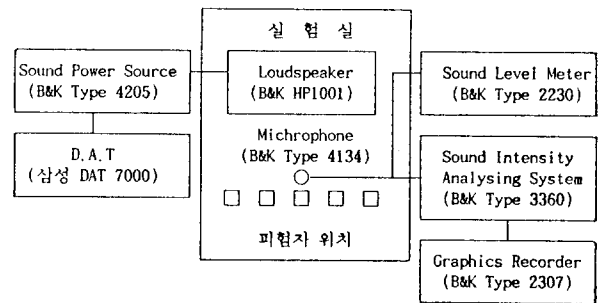 실 험 실
Sound Power Source
(B&K Type 4205)
D.A.T
(삼성 DAT 7000)
Loudspeaker
(B&K HP1001)
Michrophone
(B&K Type 4134)
피험자 위치
Sound Level Meter
(B&K Type 2230)
Sound Intensity
Analysing System
(B&K Type 3360)
Graphics Recorder
(B&K Type 2307)